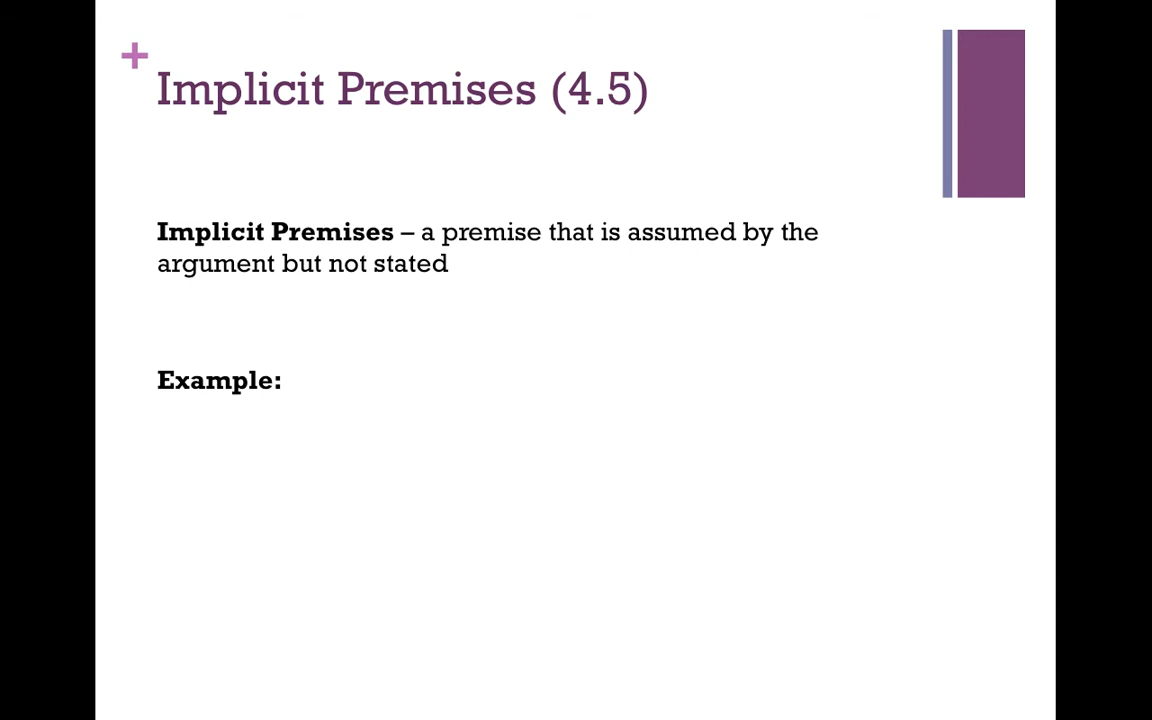 +
Implicit Premises (4.5)
Implicit Premises – a premise that is assumed by the
argument but not stated
Example: